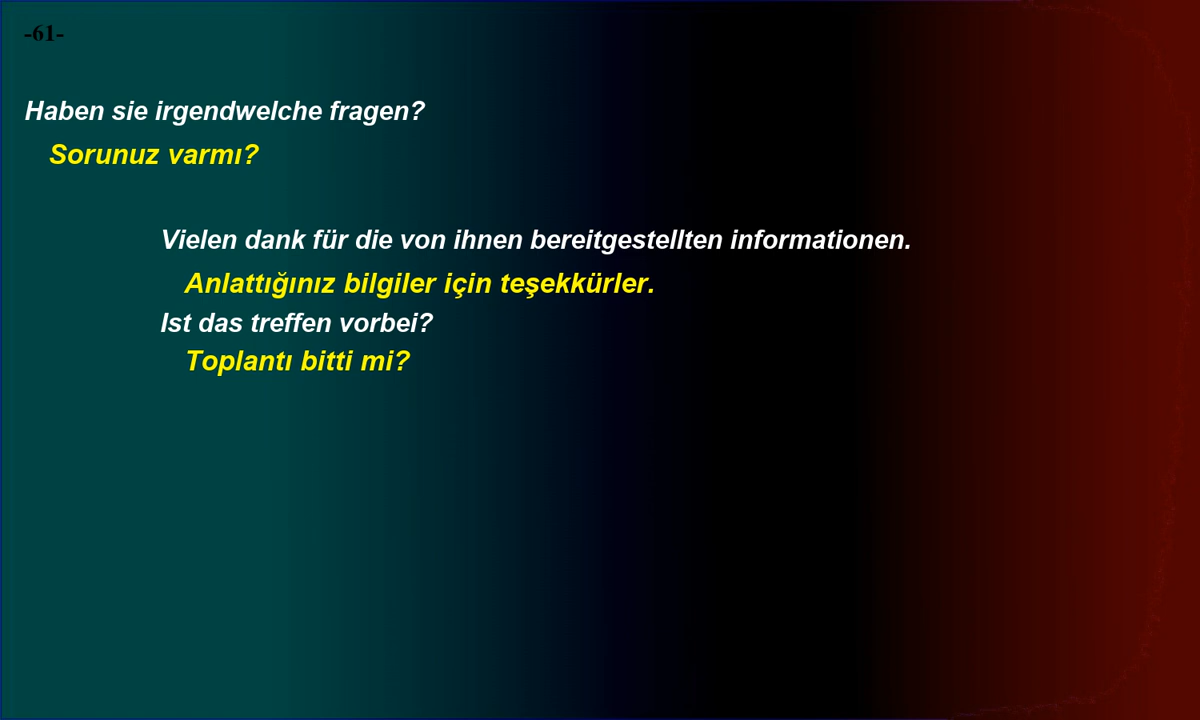 -61-
Haben sie irgendwelche fragen?
Sorunuz varmı?
Vielen dank für die von ihnen bereitgestellten informationen.
Anlattığınız bilgiler için teşekkürler.
Ist das treffen vorbei?
Toplantı bitti mi?